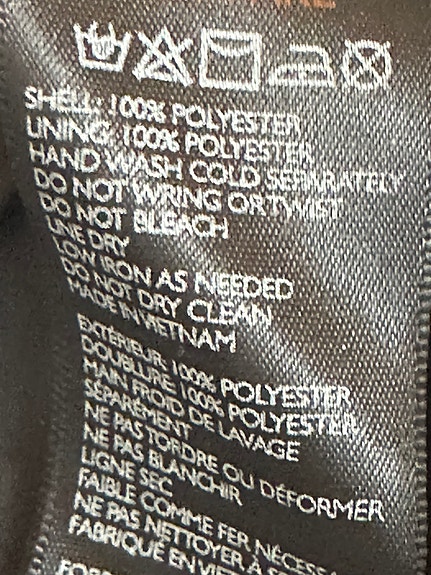 SHELL: 100% POLYESTER
LINING: 100% POLYESTER
HAND WASH COLD SEPARATELY
DO NOT WRING OR TWIST
DO NOT BLEACH
LINE DRY
LOW IRON AS NEEDED
DO NOT DRY CLEAN
MADE IN VIETNAM
EXTÉRIEUR: 100% POLYESTER
DOUBLURE: 100% POLYESTER
MAIN FROID DE LAVAGE
SÉPARÉMENT
NE PAS TORDRE OU DÉFORMER
NE PAS BLANCHIR
LIGNE SEC
FAIBLE COMME FER
NE PAS NETTOYER À
FABRIQUÉ EN